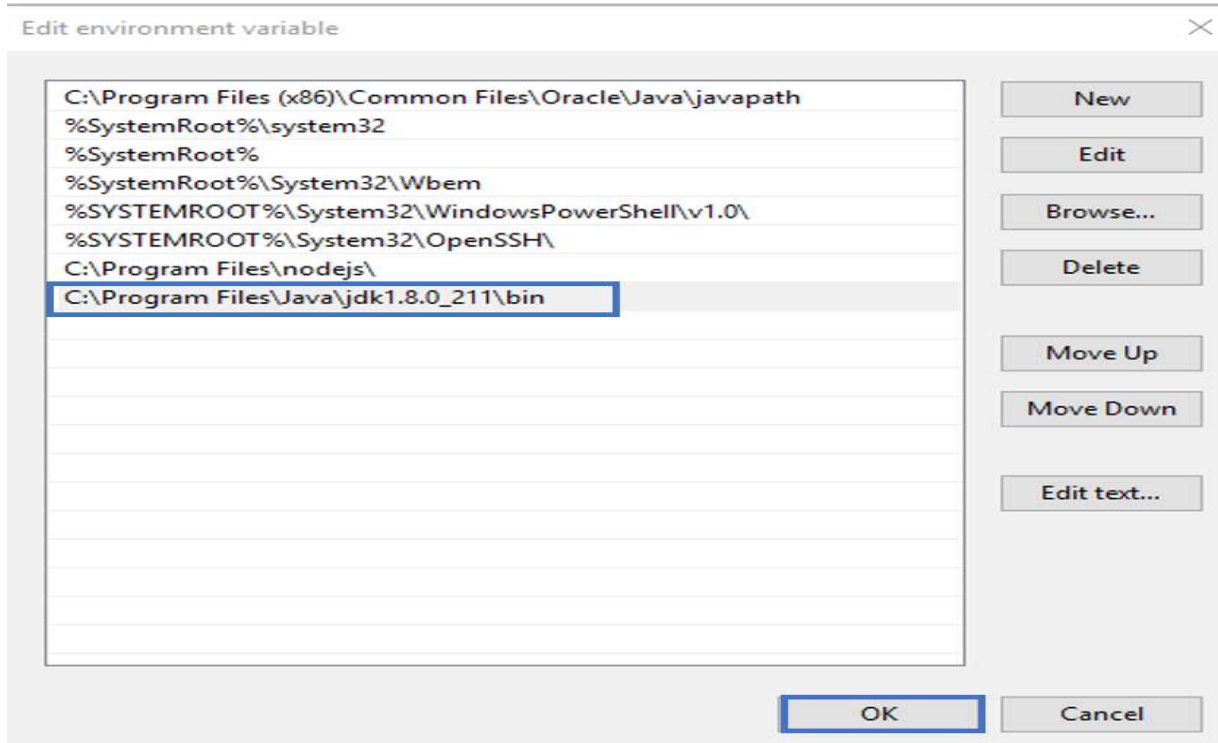 Edit environment variable
C:\Program Files (x86)\Common Files\Oracle\Java\javapath
%SystemRoot%\system32
%SystemRoot%
%SystemRoot%\System32\Wbem
%SYSTEMROOT%\System32\WindowsPowerShell\v1.0\
%SYSTEMROOT%\System32\OpenSSH\
C:\Program Files\nodejs\
C:\Program Files\Java\jdk1.8.0_211\bin
New
Edit
Browse...
Delete
Move Up
Move Down
Edit text...
OK
Cancel